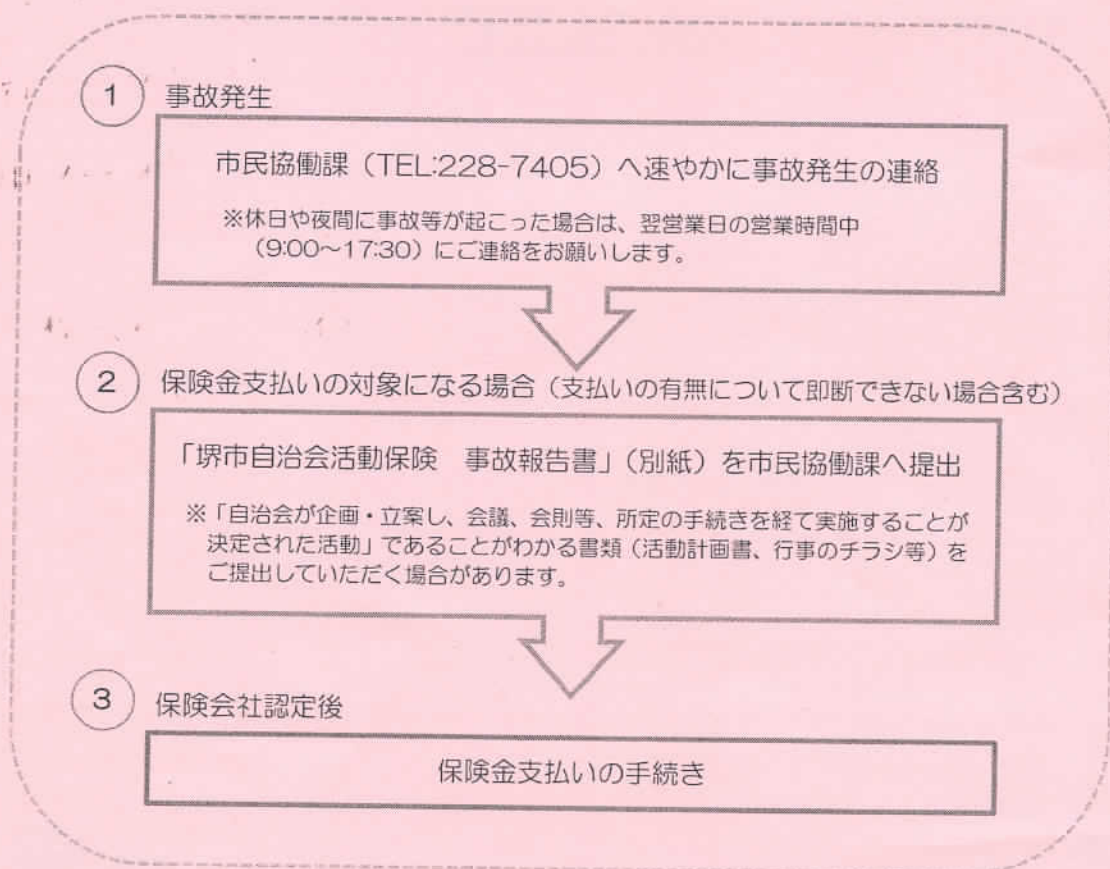 1 事故発生
市民協働課（TEL:228-7405）へ速やかに事故発生の連絡
※休日や夜間に事故等が起こった場合は、翌営業日の営業時間中
（9:00～17:30）にご連絡をお願いします。
2 保険金支払いの対象になる場合（支払いの有無について即断できない場合含む）
「堺市自治会活動保険　事故報告書」（別紙）を市民協働課へ提出
※「自治会が企画・立案し、会議、会則等、所定の手続きを経て実施することが
決定された活動」であることがわかる書類（活動計画書、行事のチラシ等）を
ご提出していただく場合があります。
3 保険会社認定後
保険金支払いの手続き